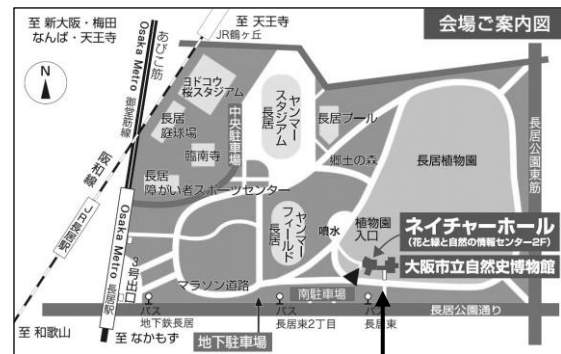 会場ご案内図
至 新大阪・梅田
なんば・天王寺
至 天王寺
JR鶴ヶ丘
N
あびこ筋
Osaka Metro 御堂筋線
阪和線
JR長居駅
Osaka Metro 長居駅
3号出口
ヨドコウ
桜スタジアム
長居
庭球場
臨南寺
長居
障がい者スポーツセンター
中央駐車場
ヤンマー
スタジアム
長居
長居プール
郷土の森
長居植物園
長居公園東筋
ヤンマー
フィールド
長居
噴水
植物園
入口
ネイチャーホール
(花と緑と自然の情報センター2F)
大阪市立自然史博物館
マラソン道路
南駐車場
バス
地下鉄長居
バス
長居東2丁目
バス
長居東
長居公園通り
地下駐車場
至 和歌山
至 なかもず